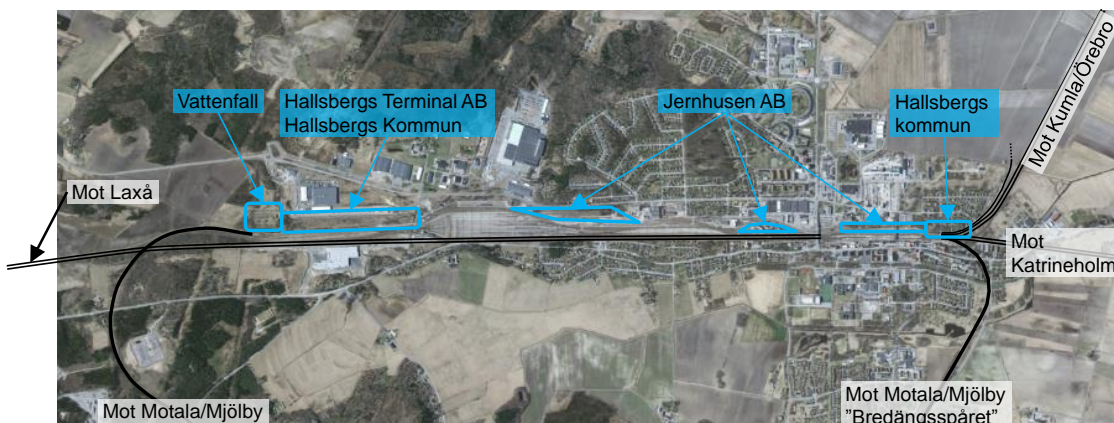 Vattenfall
Hallsbergs Terminal AB
Hallsbergs Kommun
Jernhusen AB
Hallsbergs
kommun
Mot Kumla/Örebro
Mot Laxå
Mot
Katrineholm
Mot Motala/Mjölby
Mot Motala/Mjölby
”Bredängsspåret”